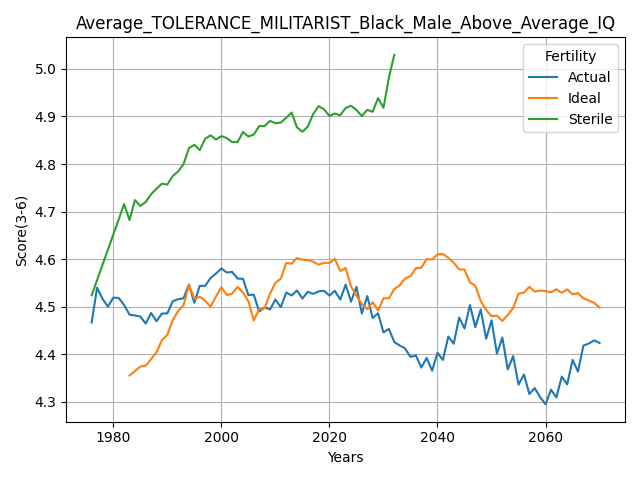 Average_TOLERANCE_MILITARIST_Black_Male_Above_Average_IQ
Fertility
Actual
Ideal
Sterile
Score(3-6)
5.0
4.9
4.8
4.7
4.6
4.5
4.4
4.3
1980 2000 2020 2040 2060
Years